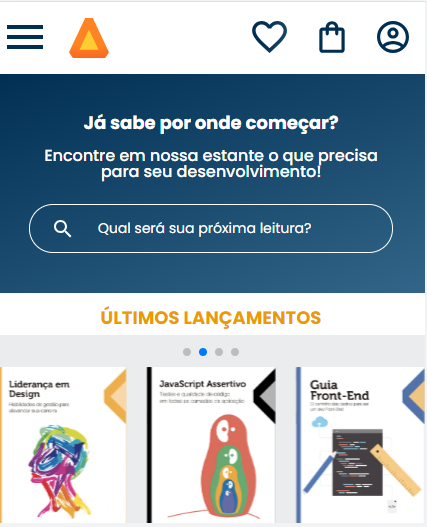 Já sabe por onde começar?
Encontre em nossa estante o que precisa
para seu desenvolvimento!
Qual será sua próxima leitura?
ÚLTIMOS LANÇAMENTOS
Liderança em
Design
Habilidades de gestão para
alavancar sua carreira
JavaScript Assertivo
Testes e qualidade de código
em todas as camadas da aplicação
Guia
Front-End
O caminho das pedras para ser
um dev Front-End